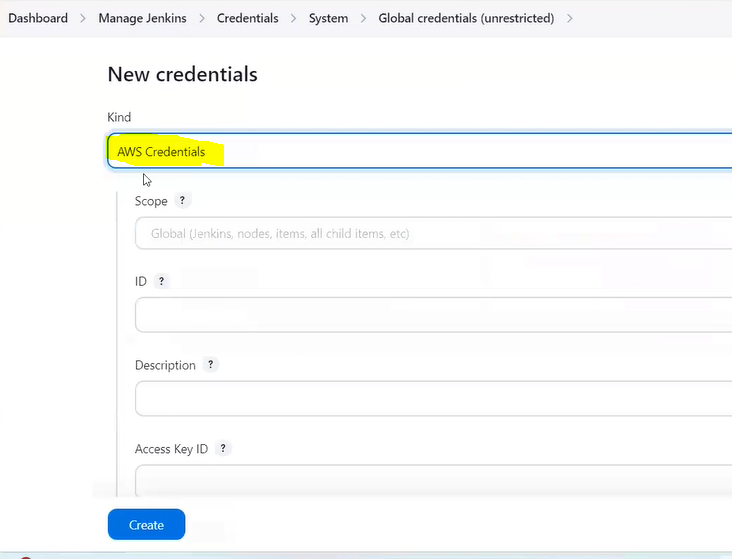 Dashboard > Manage Jenkins > Credentials > System > Global credentials (unrestricted) >
New credentials
Kind
AWS Credentials
Scope ?
Global (Jenkins, nodes, items, all child items, etc)
ID ?
Description ?
Access Key ID ?
Create